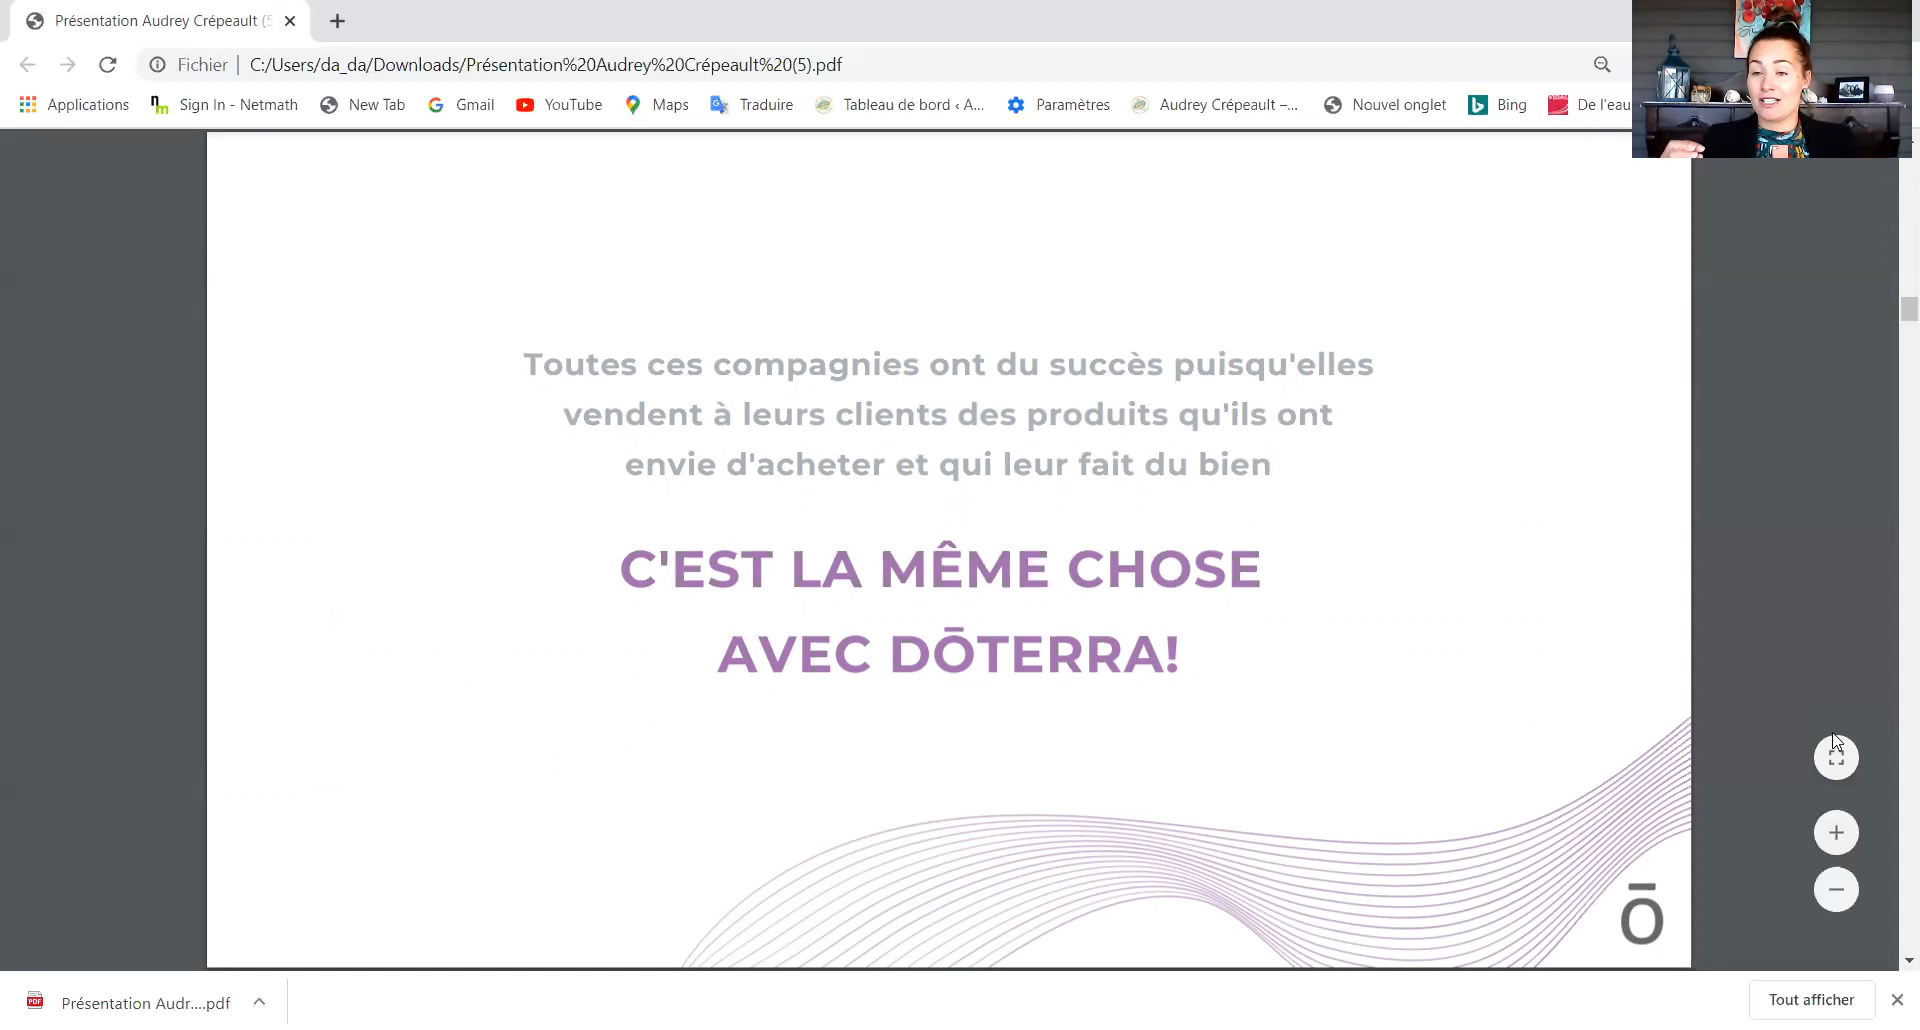 Présentation Audrey Crépeault (5
Fichier | C:/Users/da_da/Downloads/Présentation%20Audrey%20Crépeault%20(5).pdf
Applications Sign In - Netmath New Tab Gmail YouTube Maps Traduire Tableau de bord ‹ A... Paramètres Audrey Crépeault –... Nouvel onglet Bing De l'eau
Toutes ces compagnies ont du succès puisqu'elles
vendent à leurs clients des produits qu'ils ont
envie d'acheter et qui leur fait du bien
C'EST LA MÊME CHOSE
AVEC DŌTERRA!
ō
Présentation Audr....pdf
Tout afficher